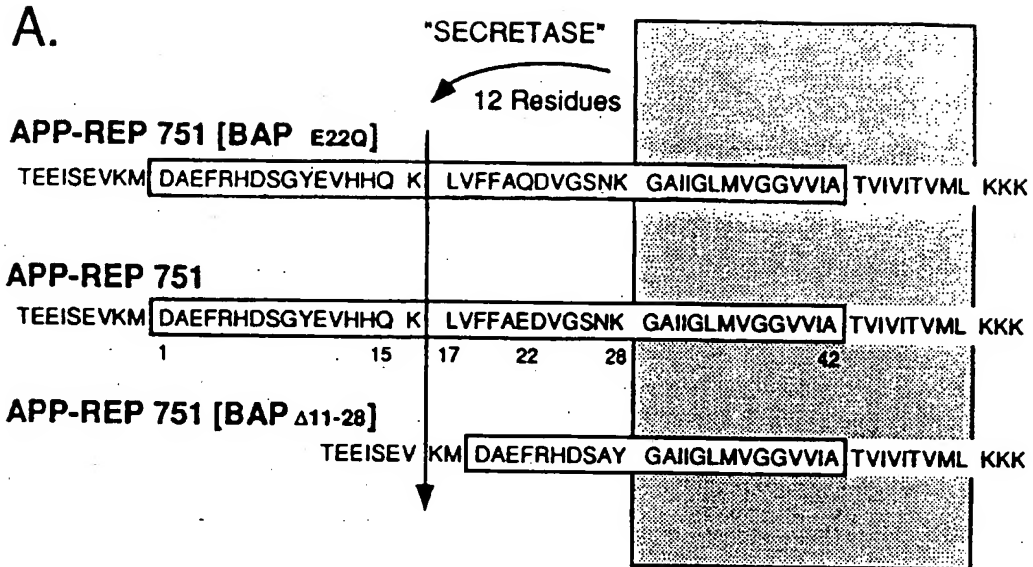 A.
"SECRETASE"
12 Residues
APP-REP 751 [BAP E22Q]
TEEISEVKM DAEFRHDSGYEVHHQ K LVFFAQDVGSNK GAIIGLMVGGVVIA TVIVITVML KKK
APP-REP 751
TEEISEVKM DAEFRHDSGYEVHHQ K LVFFAEDVGSNK GAIIGLMVGGVVIA TVIVITVML KKK
1 15 17 22 28 42
APP-REP 751 [BAP Δ11-28]
TEEISEV KM DAEFRHDSAY GAIIGLMVGGVVIA TVIVITVML KKK